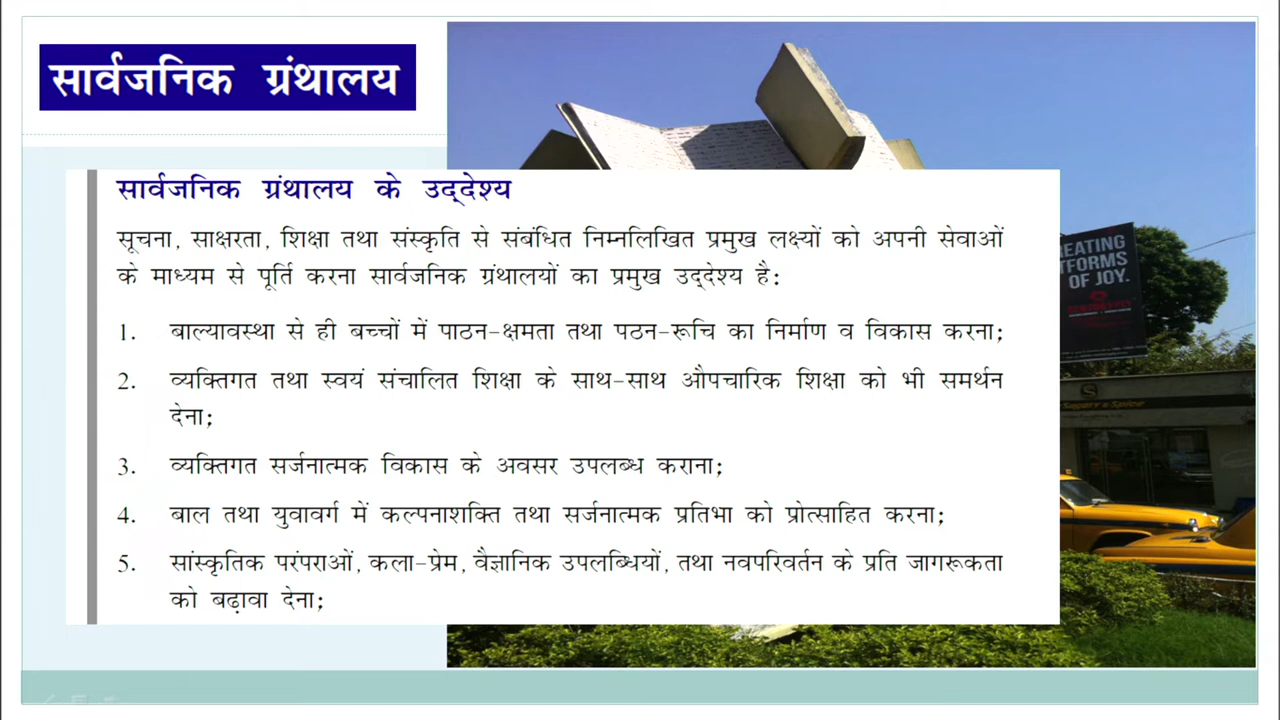 सार्वजनिक ग्रंथालय
सार्वजनिक ग्रंथालय के उद्देश्य
सूचना, साक्षरता, शिक्षा तथा संस्कृति से संबंधित निम्नलिखित प्रमुख लक्ष्यों को अपनी सेवाओं
के माध्यम से पूर्ति करना सार्वजनिक ग्रंथालयों का प्रमुख उद्देश्य है:
1. बाल्यावस्था से ही बच्चों में पाठन-क्षमता तथा पठन-रूचि का निर्माण व विकास करना;
2. व्यक्तिगत तथा स्वयं संचालित शिक्षा के साथ-साथ औपचारिक शिक्षा को भी समर्थन
देना;
3. व्यक्तिगत सर्जनात्मक विकास के अवसर उपलब्ध कराना;
4. बाल तथा युवावर्ग में कल्पनाशक्ति तथा सर्जनात्मक प्रतिभा को प्रोत्साहित करना;
5. सांस्कृतिक परंपराओं, कला-प्रेम, वैज्ञानिक उपलब्धियों, तथा नवपरिवर्तन के प्रति जागरूकता
को बढ़ावा देना;
EATING
TFORMS
OF JOY.